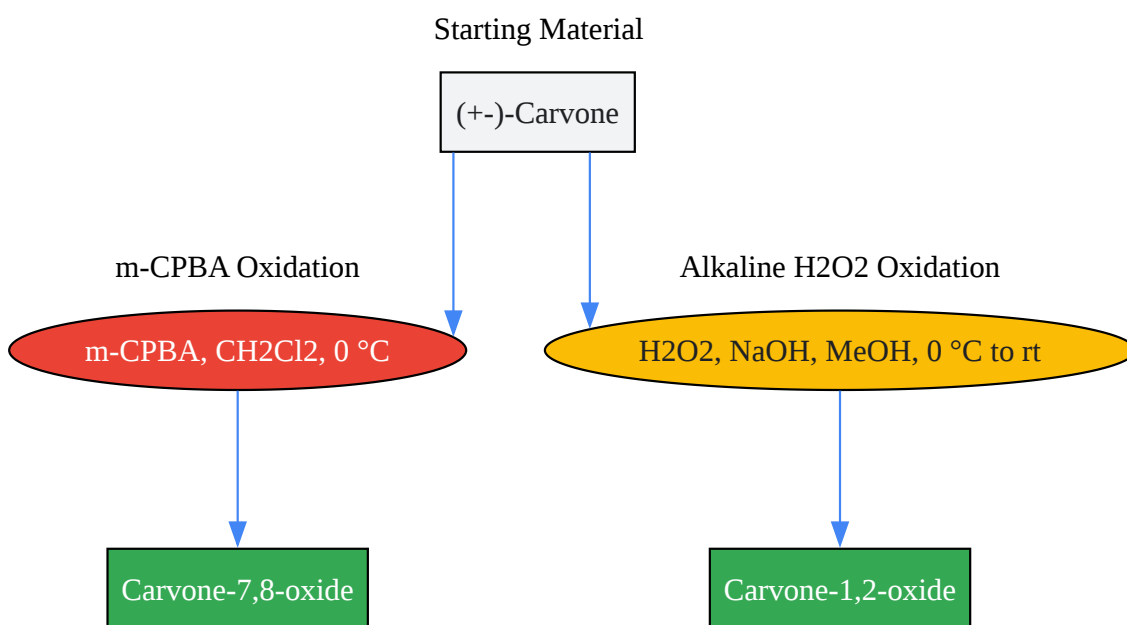 Starting Material
(+-)-Carvone
m-CPBA Oxidation
Alkaline H2O2 Oxidation
m-CPBA, CH2Cl2, 0 °C
H2O2, NaOH, MeOH, 0 °C to rt
Carvone-7,8-oxide
Carvone-1,2-oxide